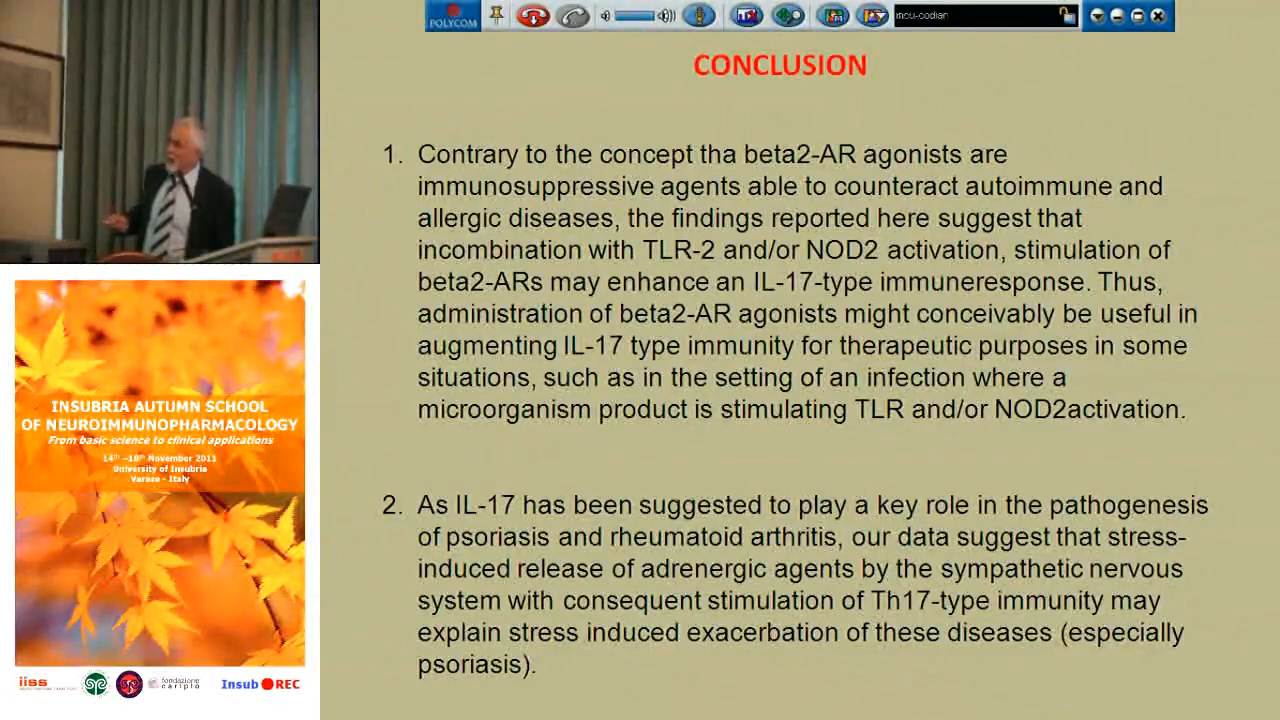 POLYCOM
mcu-codian
CONCLUSION
1. Contrary to the concept tha beta2-AR agonists are
immunosuppressive agents able to counteract autoimmune and
allergic diseases, the findings reported here suggest that
incombination with TLR-2 and/or NOD2 activation, stimulation of
beta2-ARs may enhance an IL-17-type immuneresponse. Thus,
administration of beta2-AR agonists might conceivably be useful in
augmenting IL-17 type immunity for therapeutic purposes in some
situations, such as in the setting of an infection where a
microorganism product is stimulating TLR and/or NOD2activation.
2. As IL-17 has been suggested to play a key role in the pathogenesis
of psoriasis and rheumatoid arthritis, our data suggest that stress-
induced release of adrenergic agents by the sympathetic nervous
system with consequent stimulation of Th17-type immunity may
explain stress induced exacerbation of these diseases (especially
psoriasis).
INSUBRIA AUTUMN SCHOOL
OF NEUROIMMUNOPHARMACOLOGY
From basic science to clinical applications
14th -18th November 2011
University of Insubria
Varese - Italy
iiss
fondazione
cariplo
Insub REC